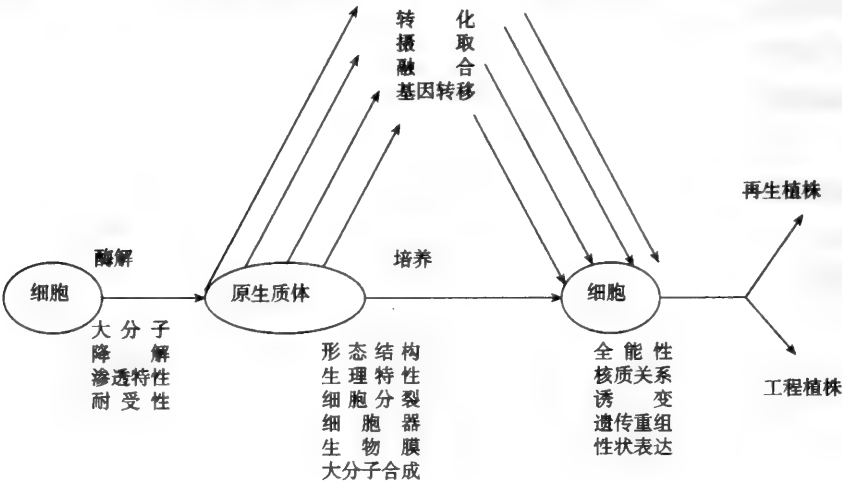 转化
摄取
融合
基因转移
再生植株
酶解
培养
细胞
原生质体
细胞
大分子
降解
渗透特性
耐受性
形态结构
生理特性
细胞分裂
细胞器
生物膜
大分子合成
全能性
核质关系
诱变
遗传重组
性状表达
工程植株